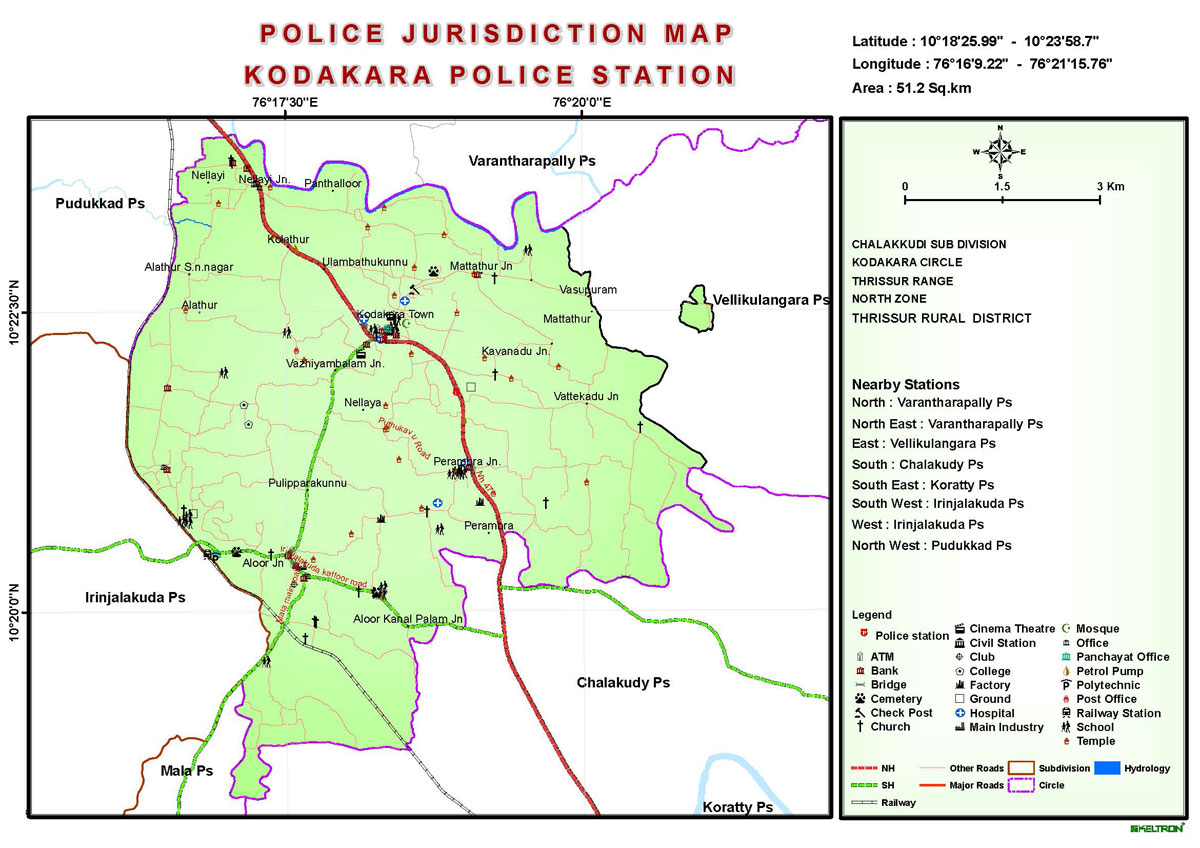 POLICE JURISDICTION MAP
KODAKARA POLICE STATION
Latitude : 10°18'25.99" - 10°23'58.7"
Longitude : 76°16'9.22" - 76°21'15.76"
Area : 51.2 Sq.km
76°17'30"E
76°20'0"E
10°22'30"N
10°20'0"N
Varantharapally Ps
Pudukkad Ps
Nellayi
Nellayi Jn.
Panthalloor
Kolathur
Ulambathukunnu
Alathur S.n.nagar
Mattathur Jn
Vasupuram
Vellikulangara Ps
Alathur
Kodakara Town
Mattathur
Kavanadu Jn.
Vazhiyambalam Jn.
Nellaya
Vattekadu Jn
Puthukav u Road
Perambra Jn.
Nh 47
Pulipparakunnu
Perambra
Aloor Jn
Irinjalakuda Ps
Aloor Kanal Palam Jn
Chalakudy Ps
Mala Ps
Koratty Ps
N
W
E
S
0
1.5
3 Km
CHALAKKUDI SUB DIVISION
KODAKARA CIRCLE
THRISSUR RANGE
NORTH ZONE
THRISSUR RURAL DISTRICT
Nearby Stations
North : Varantharapally Ps
North East : Varantharapally Ps
East : Vellikulangara Ps
South : Chalakudy Ps
South East : Koratty Ps
South West : Irinjalakuda Ps
West : Irinjalakuda Ps
North West : Pudukkad Ps
Legend
Police station
ATM
Bank
Bridge
Cemetery
Check Post
Church
Cinema Theatre
Civil Station
Club
College
Factory
Ground
Hospital
Main Industry
Mosque
Office
Panchayat Office
Petrol Pump
Polytechnic
Post Office
Railway Station
School
Temple
NH
SH
Railway
Other Roads
Major Roads
Subdivision
Circle
Hydrology
KELTRON